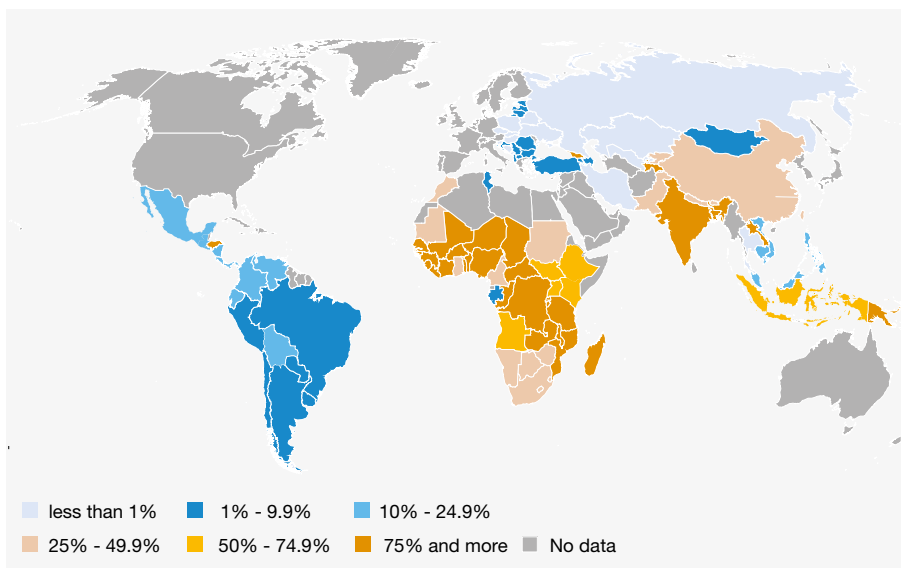 less than 1% 1% - 9.9% 10% - 24.9%
25% - 49.9% 50% - 74.9% 75% and more No data